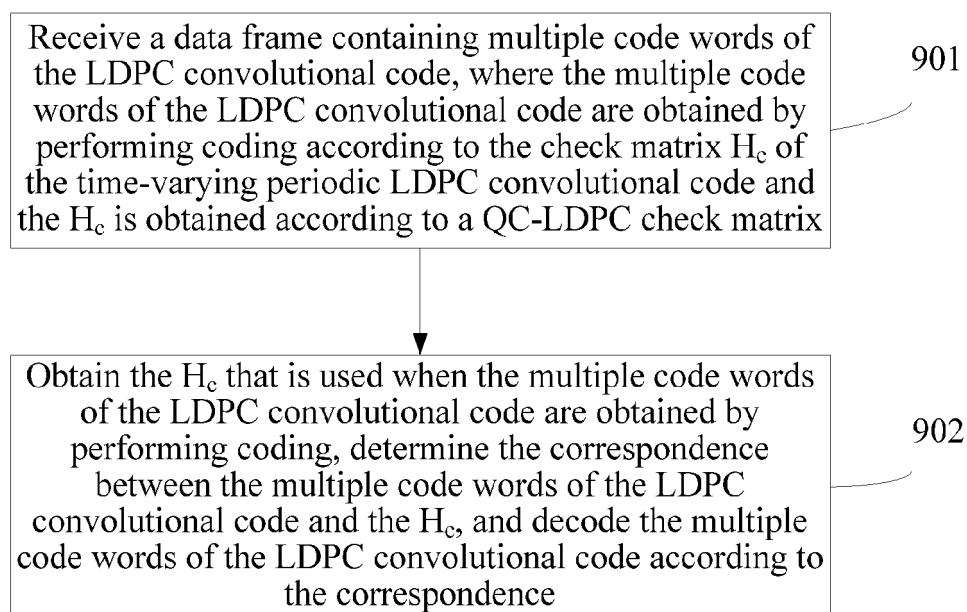 Receive a data frame containing multiple code words of
the LDPC convolutional code, where the multiple code
words of the LDPC convolutional code are obtained by
performing coding according to the check matrix Hc of
the time-varying periodic LDPC convolutional code and
the Hc is obtained according to a QC-LDPC check matrix
901
Obtain the Hc that is used when the multiple code words
of the LDPC convolutional code are obtained by
performing coding, determine the correspondence
between the multiple code words of the LDPC
convolutional code and the Hc, and decode the multiple
code words of the LDPC convolutional code according to
the correspondence
902